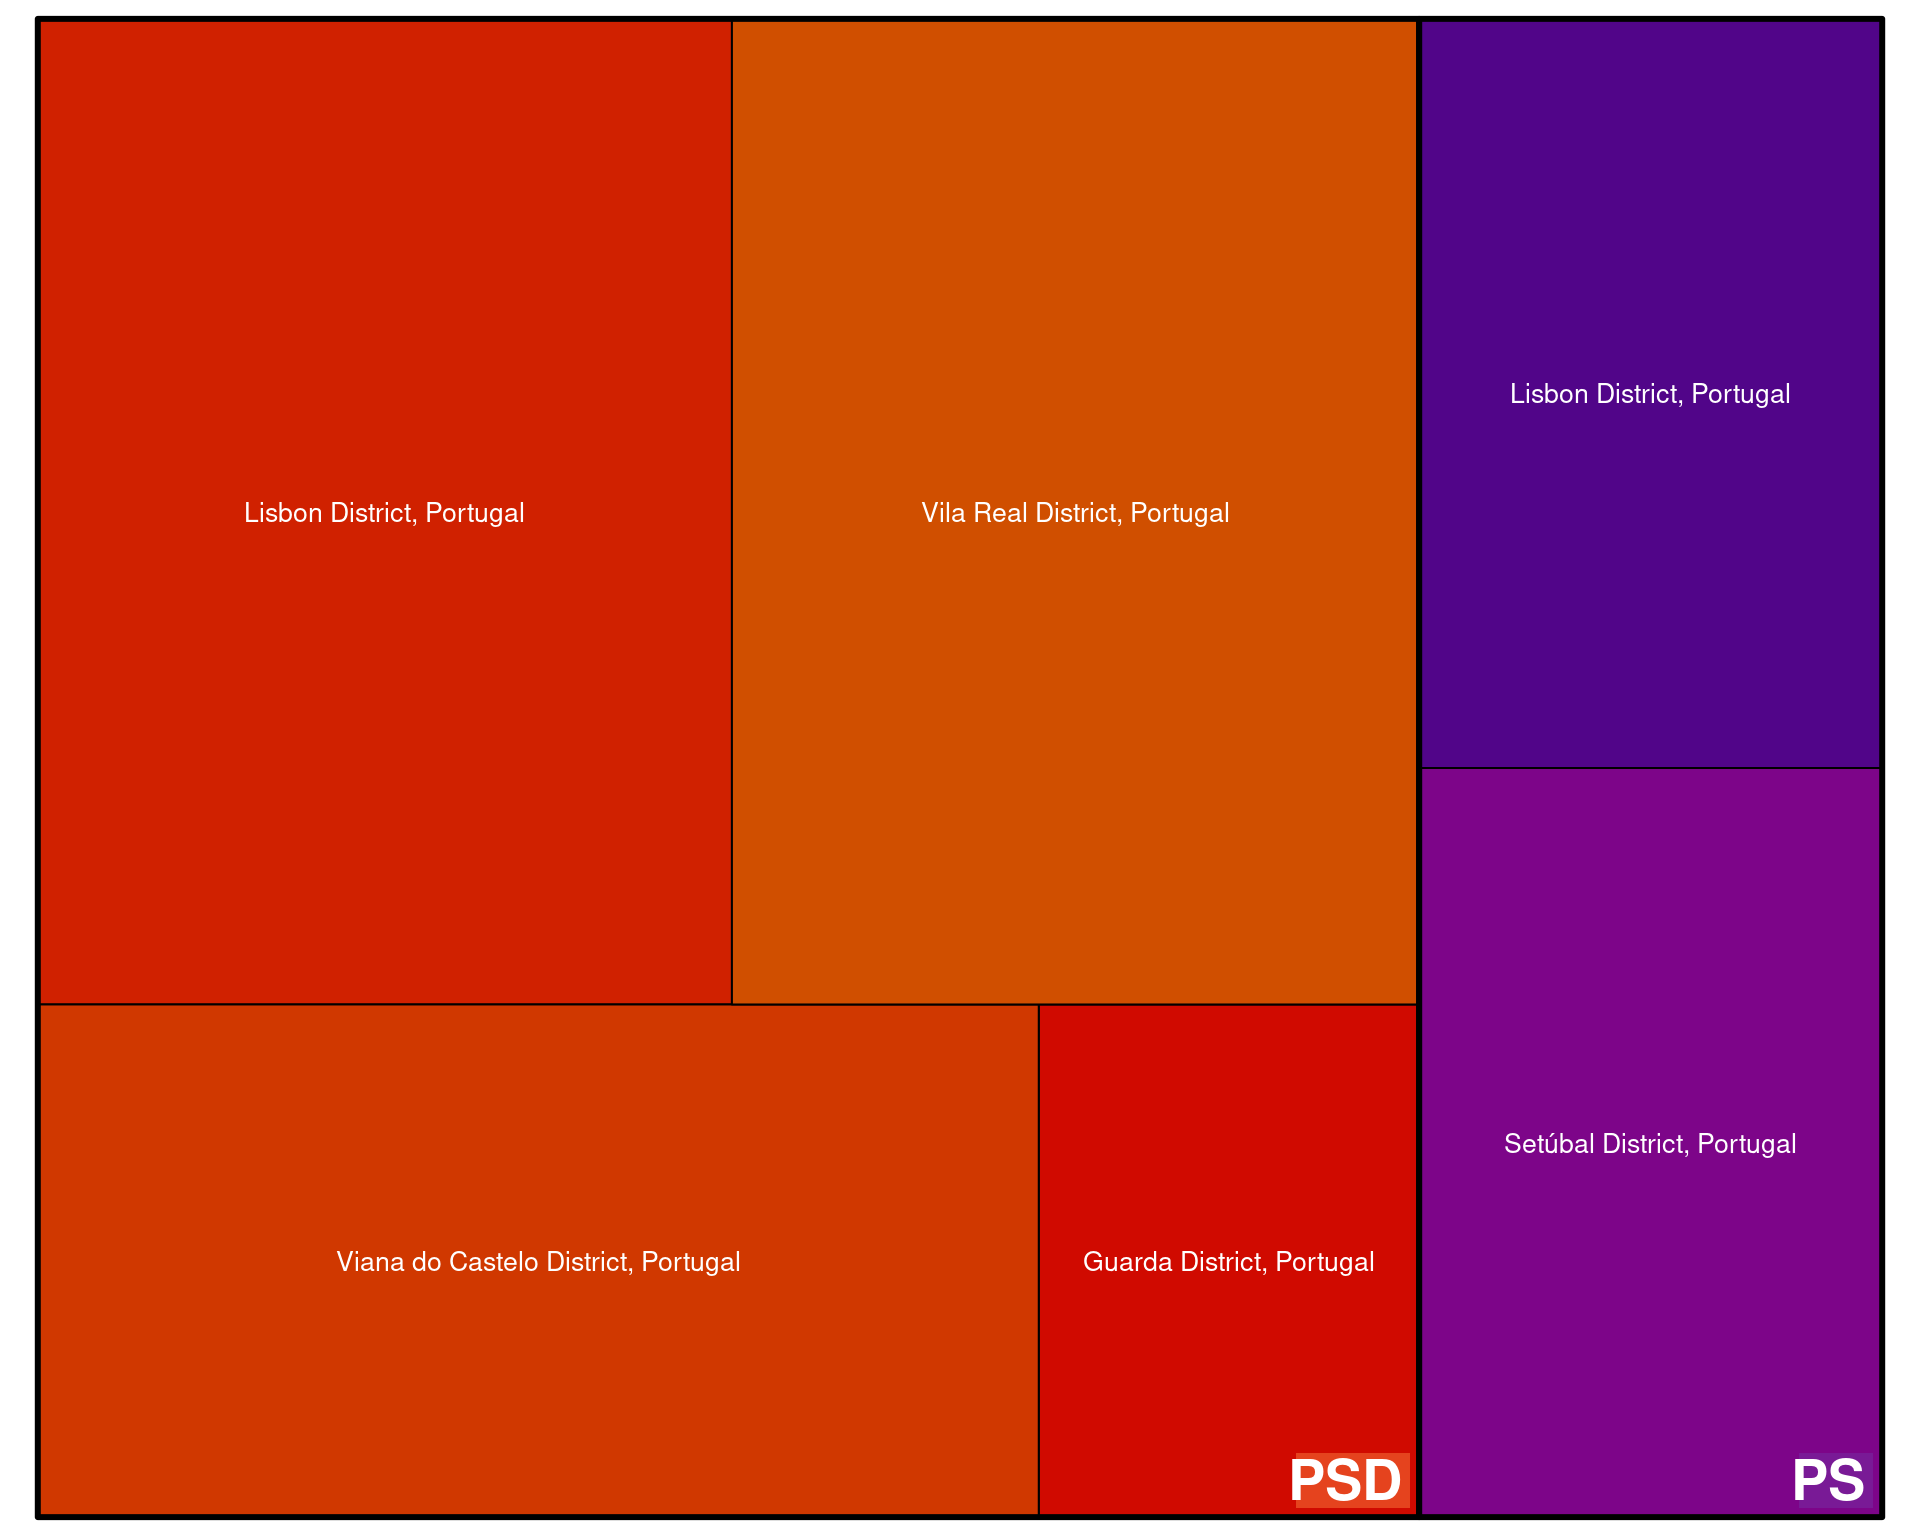 Lisbon District, Portugal
Vila Real District, Portugal
Viana do Castelo District, Portugal
Guarda District, Portugal
PSD
Lisbon District, Portugal
Setúbal District, Portugal
PS